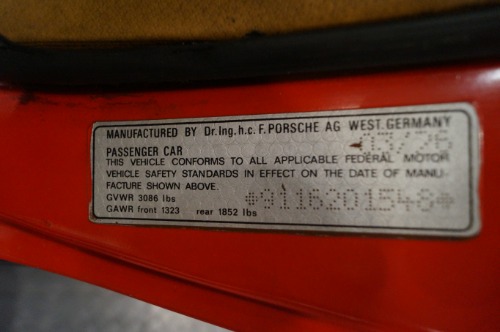 MANUFACTURED BY Dr.Ing.h.c.F.PORSCHE AG WEST.GERMANY
PASSENGER CAR
THIS VEHICLE CONFORMS TO ALL APPLICABLE FEDERAL MOTOR
VEHICLE SAFETY STANDARDS IN EFFECT ON THE DATE OF MANU-
FACTURE SHOWN ABOVE.
GVWR 3086 lbs
GAWR front 1323 rear 1852 lbs
*9116201548*